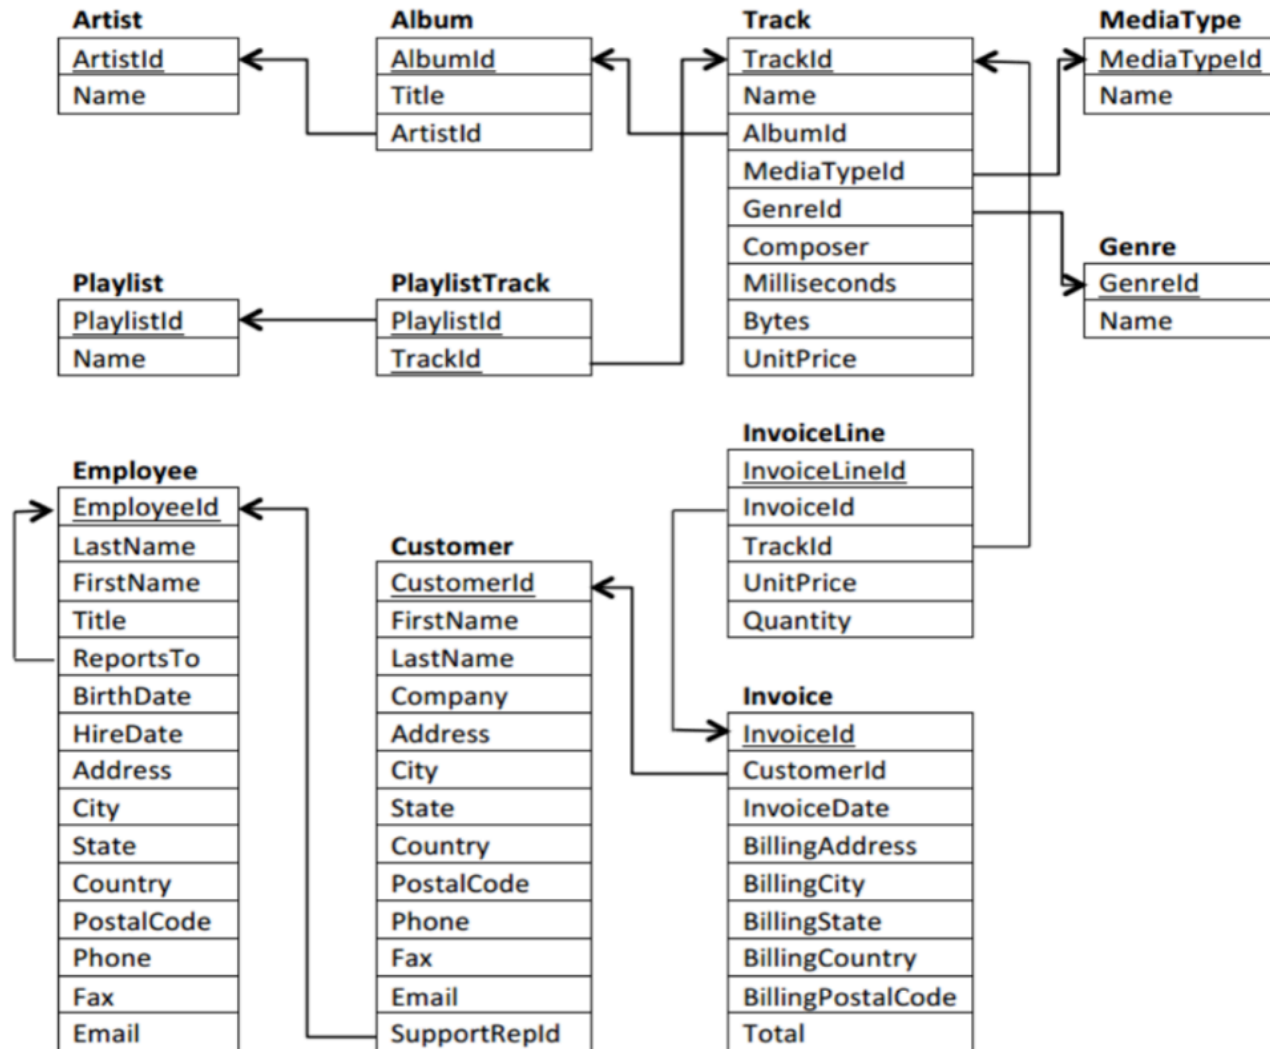 Artist
ArtistId
Name
Album
AlbumId
Title
ArtistId
Track
TrackId
Name
AlbumId
MediaTypeId
GenreId
Composer
Milliseconds
Bytes
UnitPrice
MediaType
MediaTypeId
Name
Genre
GenreId
Name
Playlist
PlaylistId
Name
PlaylistTrack
PlaylistId
TrackId
InvoiceLine
InvoiceLineId
InvoiceId
TrackId
UnitPrice
Quantity
Employee
EmployeeId
LastName
FirstName
Title
ReportsTo
BirthDate
HireDate
Address
City
State
Country
PostalCode
Phone
Fax
Email
Customer
CustomerId
FirstName
LastName
Company
Address
City
State
Country
PostalCode
Phone
Fax
Email
SupportRepId
Invoice
InvoiceId
CustomerId
InvoiceDate
BillingAddress
BillingCity
BillingState
BillingCountry
BillingPostalCode
Total